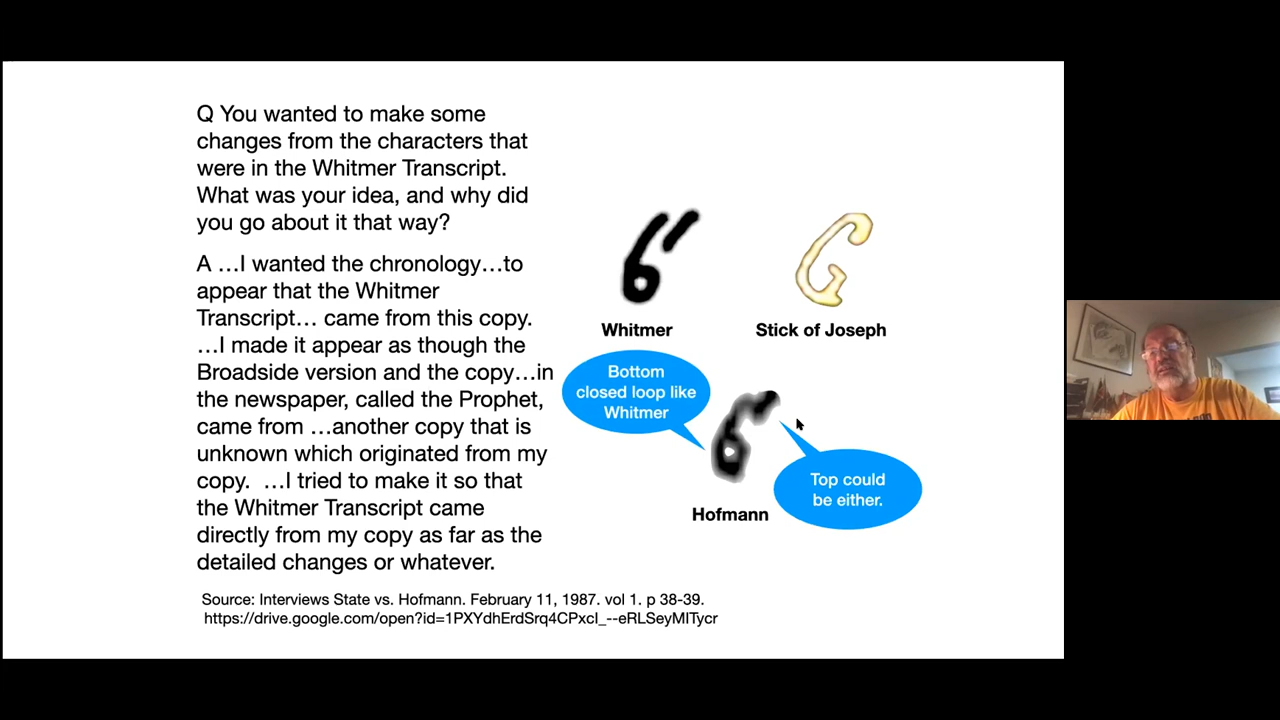 Q You wanted to make some
changes from the characters that
were in the Whitmer Transcript.
What was your idea, and why did
you go about it that way?
A …I wanted the chronology…to
appear that the Whitmer
Transcript… came from this copy.
…I made it appear as though the
Broadside version and the copy…in
the newspaper, called the Prophet,
came from …another copy that is
unknown which originated from my
copy.  …I tried to make it so that
the Whitmer Transcript came
directly from my copy as far as the
detailed changes or whatever.
Whitmer
Stick of Joseph
Bottom
closed loop like
Whitmer
Top could
be either.
Hofmann
Source: Interviews State vs. Hofmann. February 11, 1987. vol 1. p 38-39.
https://drive.google.com/open?id=1PXYdhErdSrq4CPxcI_--eRLSeyMITycr